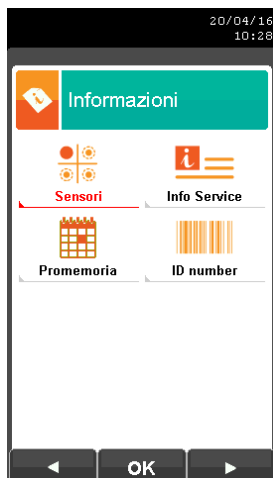 20/04/16
10:28
Informazioni
Sensori
Info Service
Promemoria
ID number
OK